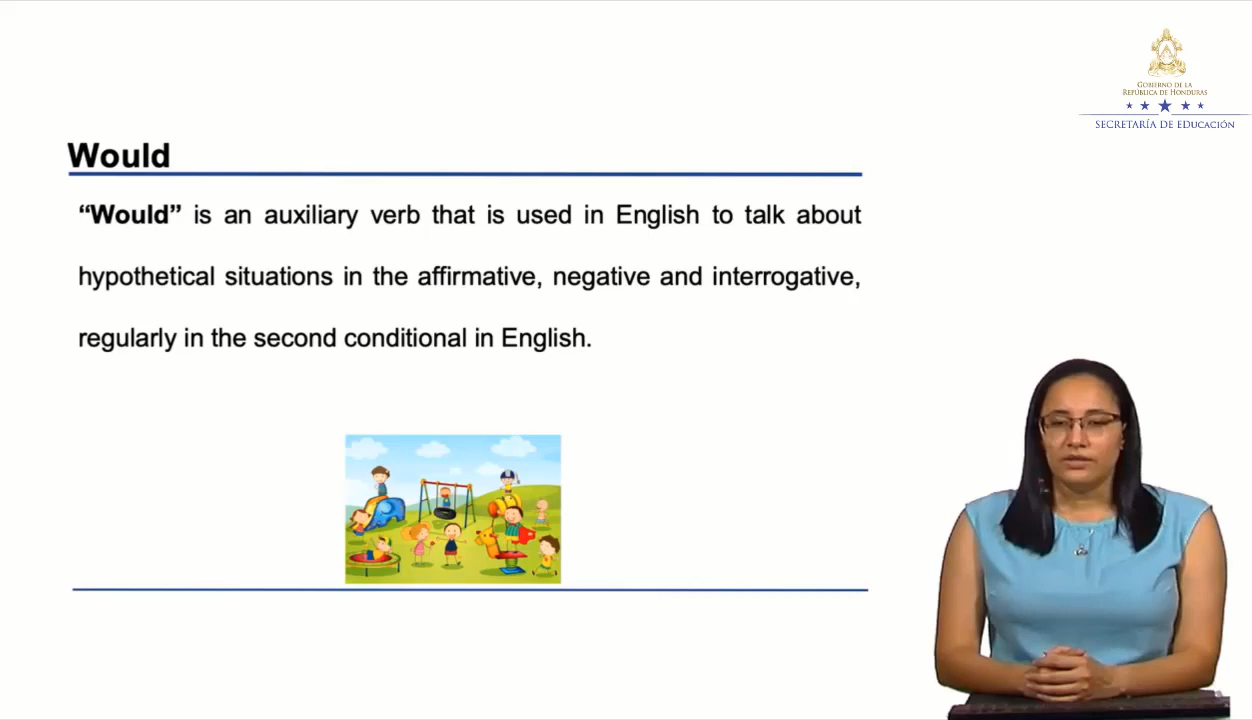 GOBIERNO DE LA
REPÚBLICA DE HONDURAS
SECRETARÍA DE EDUCACIÓN
Would
“Would” is an auxiliary verb that is used in English to talk about
hypothetical situations in the affirmative, negative and interrogative,
regularly in the second conditional in English.